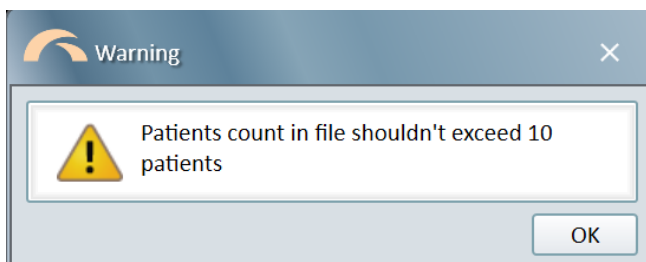 Warning
Patients count in file shouldn't exceed 10
patients
OK